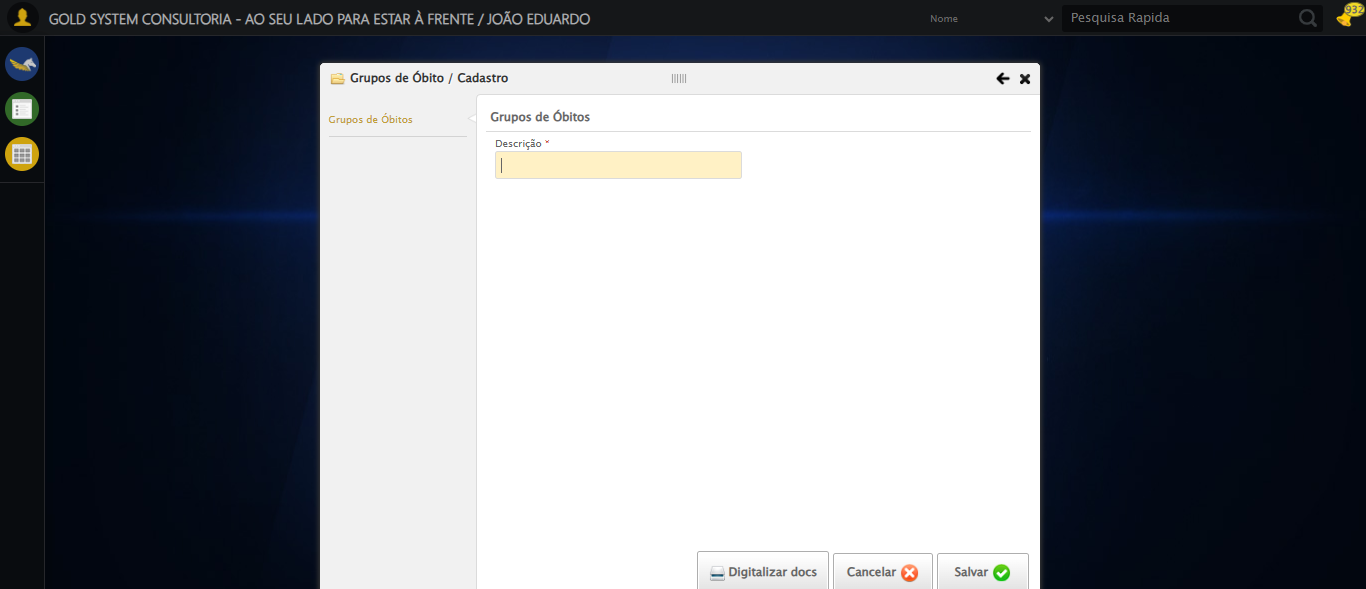 GOLD SYSTEM CONSULTORIA - AO SEU LADO PARA ESTAR À FRENTE / JOÃO EDUARDO
Nome
Pesquisa Rapida
932
Grupos de Óbito / Cadastro
Grupos de Óbitos
Grupos de Óbitos
Descrição *
Digitalizar docs
Cancelar
Salvar